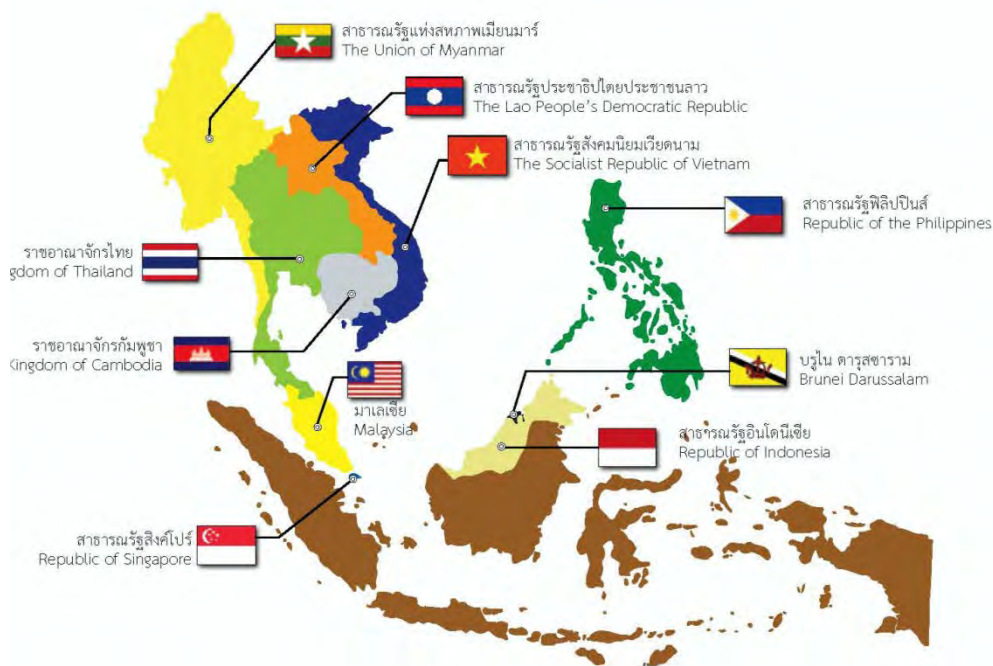 สาธารณรัฐแห่งสหภาพเมียนมาร์
The Union of Myanmar
สาธารณรัฐประชาธิปไตยประชาชนลาว
The Lao People's Democratic Republic
สาธารณรัฐสังคมนิยมเวียดนาม
The Socialist Republic of Vietnam
สาธารณรัฐฟิลิปปินส์
Republic of the Philippines
ราชอาณาจักรไทย
gdom of Thailand
ราชอาณาจักรกัมพูชา
Kingdom of Cambodia
มาเลเซีย
Malaysia
บรูไน ดารุสซาราม
Brunei Darussalam
สาธารณรัฐอินโดนีเซีย
Republic of Indonesia
สาธารณรัฐสิงค์โปร์
Republic of Singapore